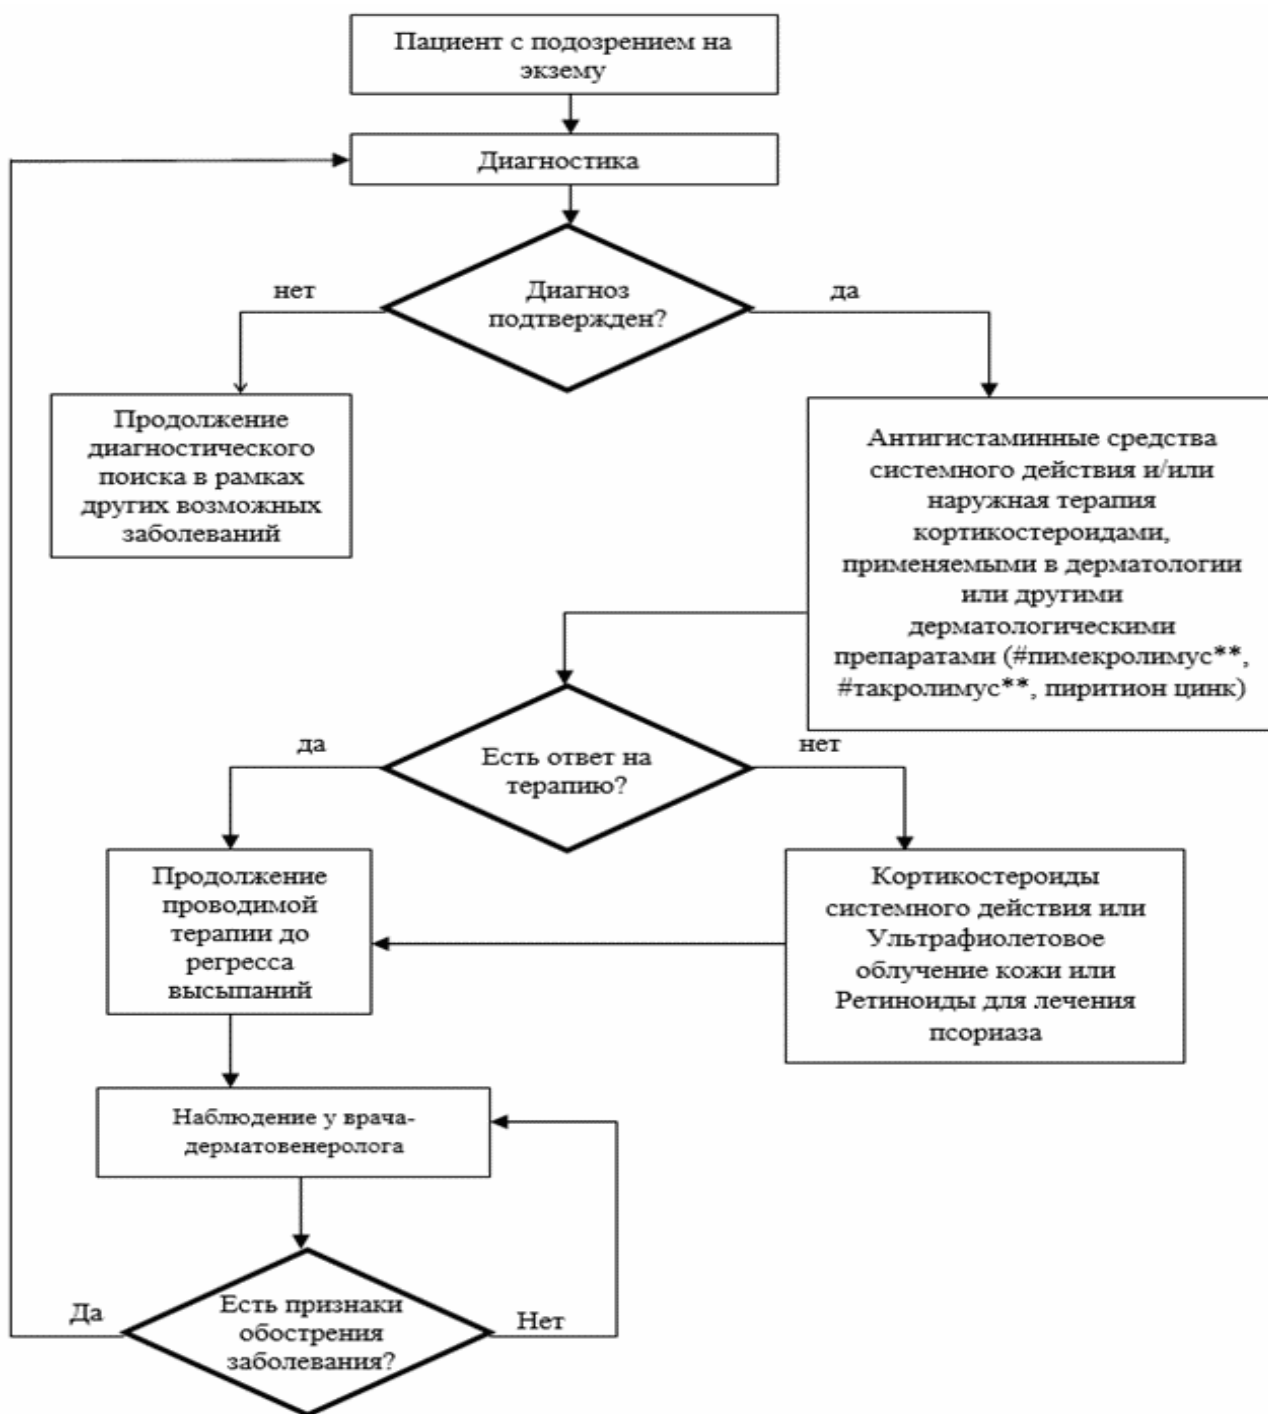 Пациент с подозрением на
экзему
Диагностика
нет
Диагноз
подтвержден?
да
Продолжение
диагностического
поиска в рамках
других возможных
заболеваний
Антигистаминные средства
системного действия и/или
наружная терапия
кортикостероидами,
применяемыми в дерматологии
или другими
дерматологическими
препаратами (#пимекролимус**,
#такролимус**, пиритион цинк)
да
Есть ответ на
терапию?
нет
Продолжение
проводимой
терапии до
регресса
высыпаний
Кортикостероиды
системного действия или
Ультрафиолетовое
облучение кожи или
Ретиноиды для лечения
псориаза
Наблюдение у врача-
дерматовенеролога
Да
Есть признаки
обострения
заболевания?
Нет